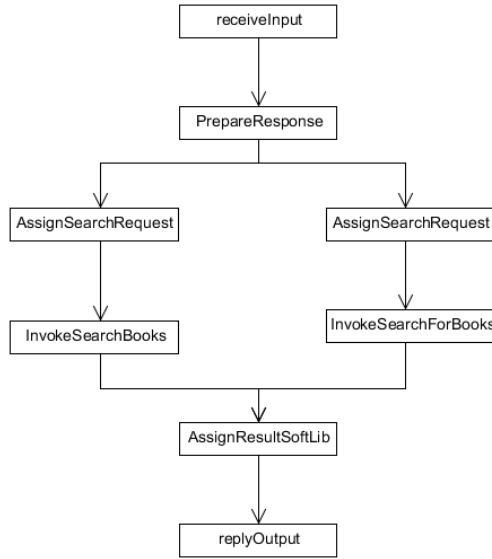 receiveInput
PrepareResponse
AssignSearchRequest
AssignSearchRequest
InvokeSearchBooks
InvokeSearchForBooks
AssignResultSoftLib
replyOutput